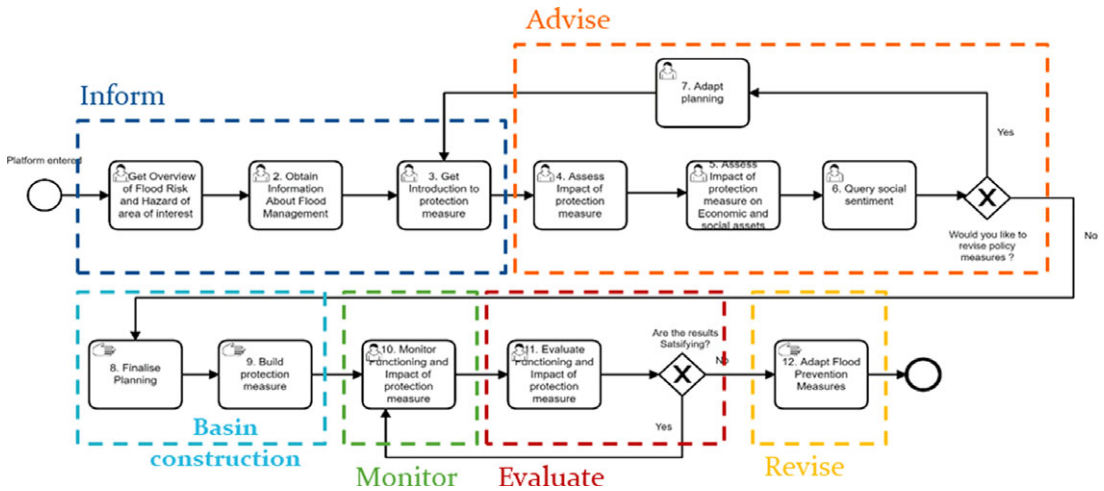 Advise
Inform
7. Adapt
planning
Yes
Platform entered
Get Overview
of Flood Risk
and Hazard of
area of interest
2. Obtain
Information
About Flood
Management
3. Get
Introduction to
protection
measure
4. Assess
Impact of
protection
measure
5. Assess
Impact of
protection
measure on
Economic and
social assets
6. Query social
sentiment
X
Would you like to
revise policy
measures ?
No
8. Finalise
Planning
9. Build
protection
measure
Basin
construction
10. Monitor
Functioning and
Impact of
protection
measure
Monitor
11. Evaluate
Functioning and
Impact of
protection
measure
Are the results
Satsifying?
X
No
Yes
Evaluate
12. Adapt Flood
Prevention
Measures
Revise